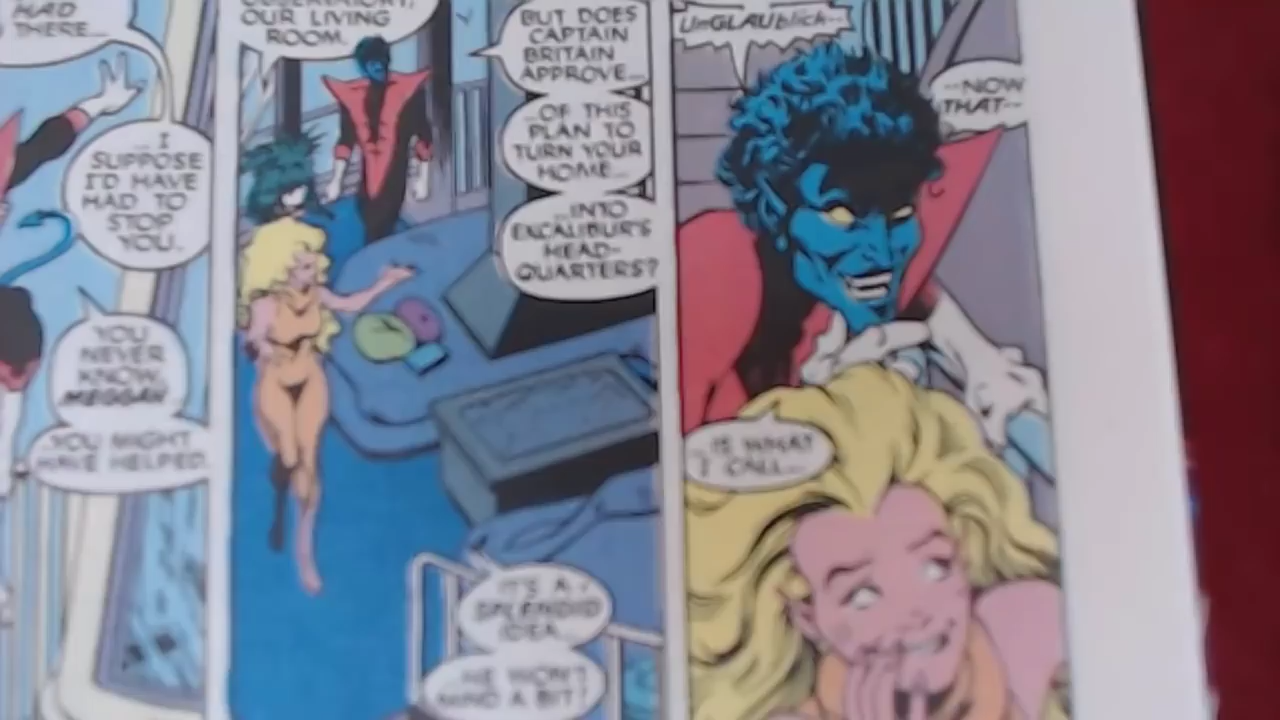 HAD
THERE...
...I
SUPPOSE
I'D HAVE
HAD TO
STOP
YOU.
YOU
NEVER
KNOW,
MEGGAN.
...YOU MIGHT
HAVE HELPED.
OBSERVATORY,
OUR LIVING
ROOM.
BUT DOES
CAPTAIN
BRITAIN
APPROVE...
...OF THIS
PLAN TO
TURN YOUR
HOME...
...INTO
EXCALIBUR'S
HEAD-
QUARTERS?
IT'S A
SPLENDID
IDEA...
...HE WON'T
MIND A BIT!
UnGLAUblich--
--NOW
THAT--
...IS WHAT
I CALL...